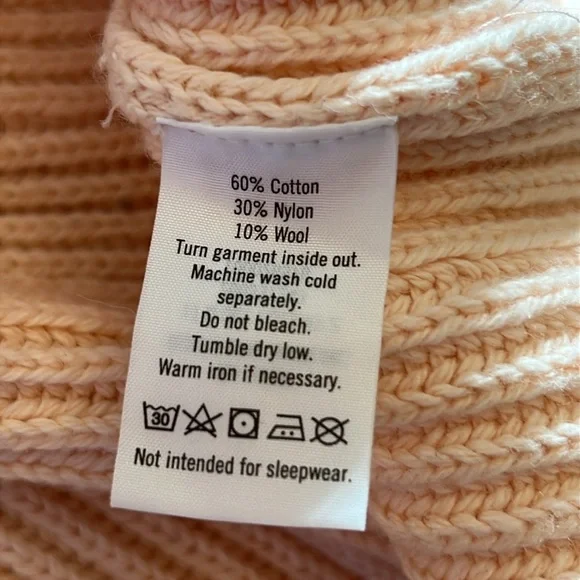 60% Cotton
30% Nylon
10% Wool
Turn garment inside out.
Machine wash cold
separately.
Do not bleach.
Tumble dry low.
Warm iron if necessary.
30
Not intended for sleepwear.